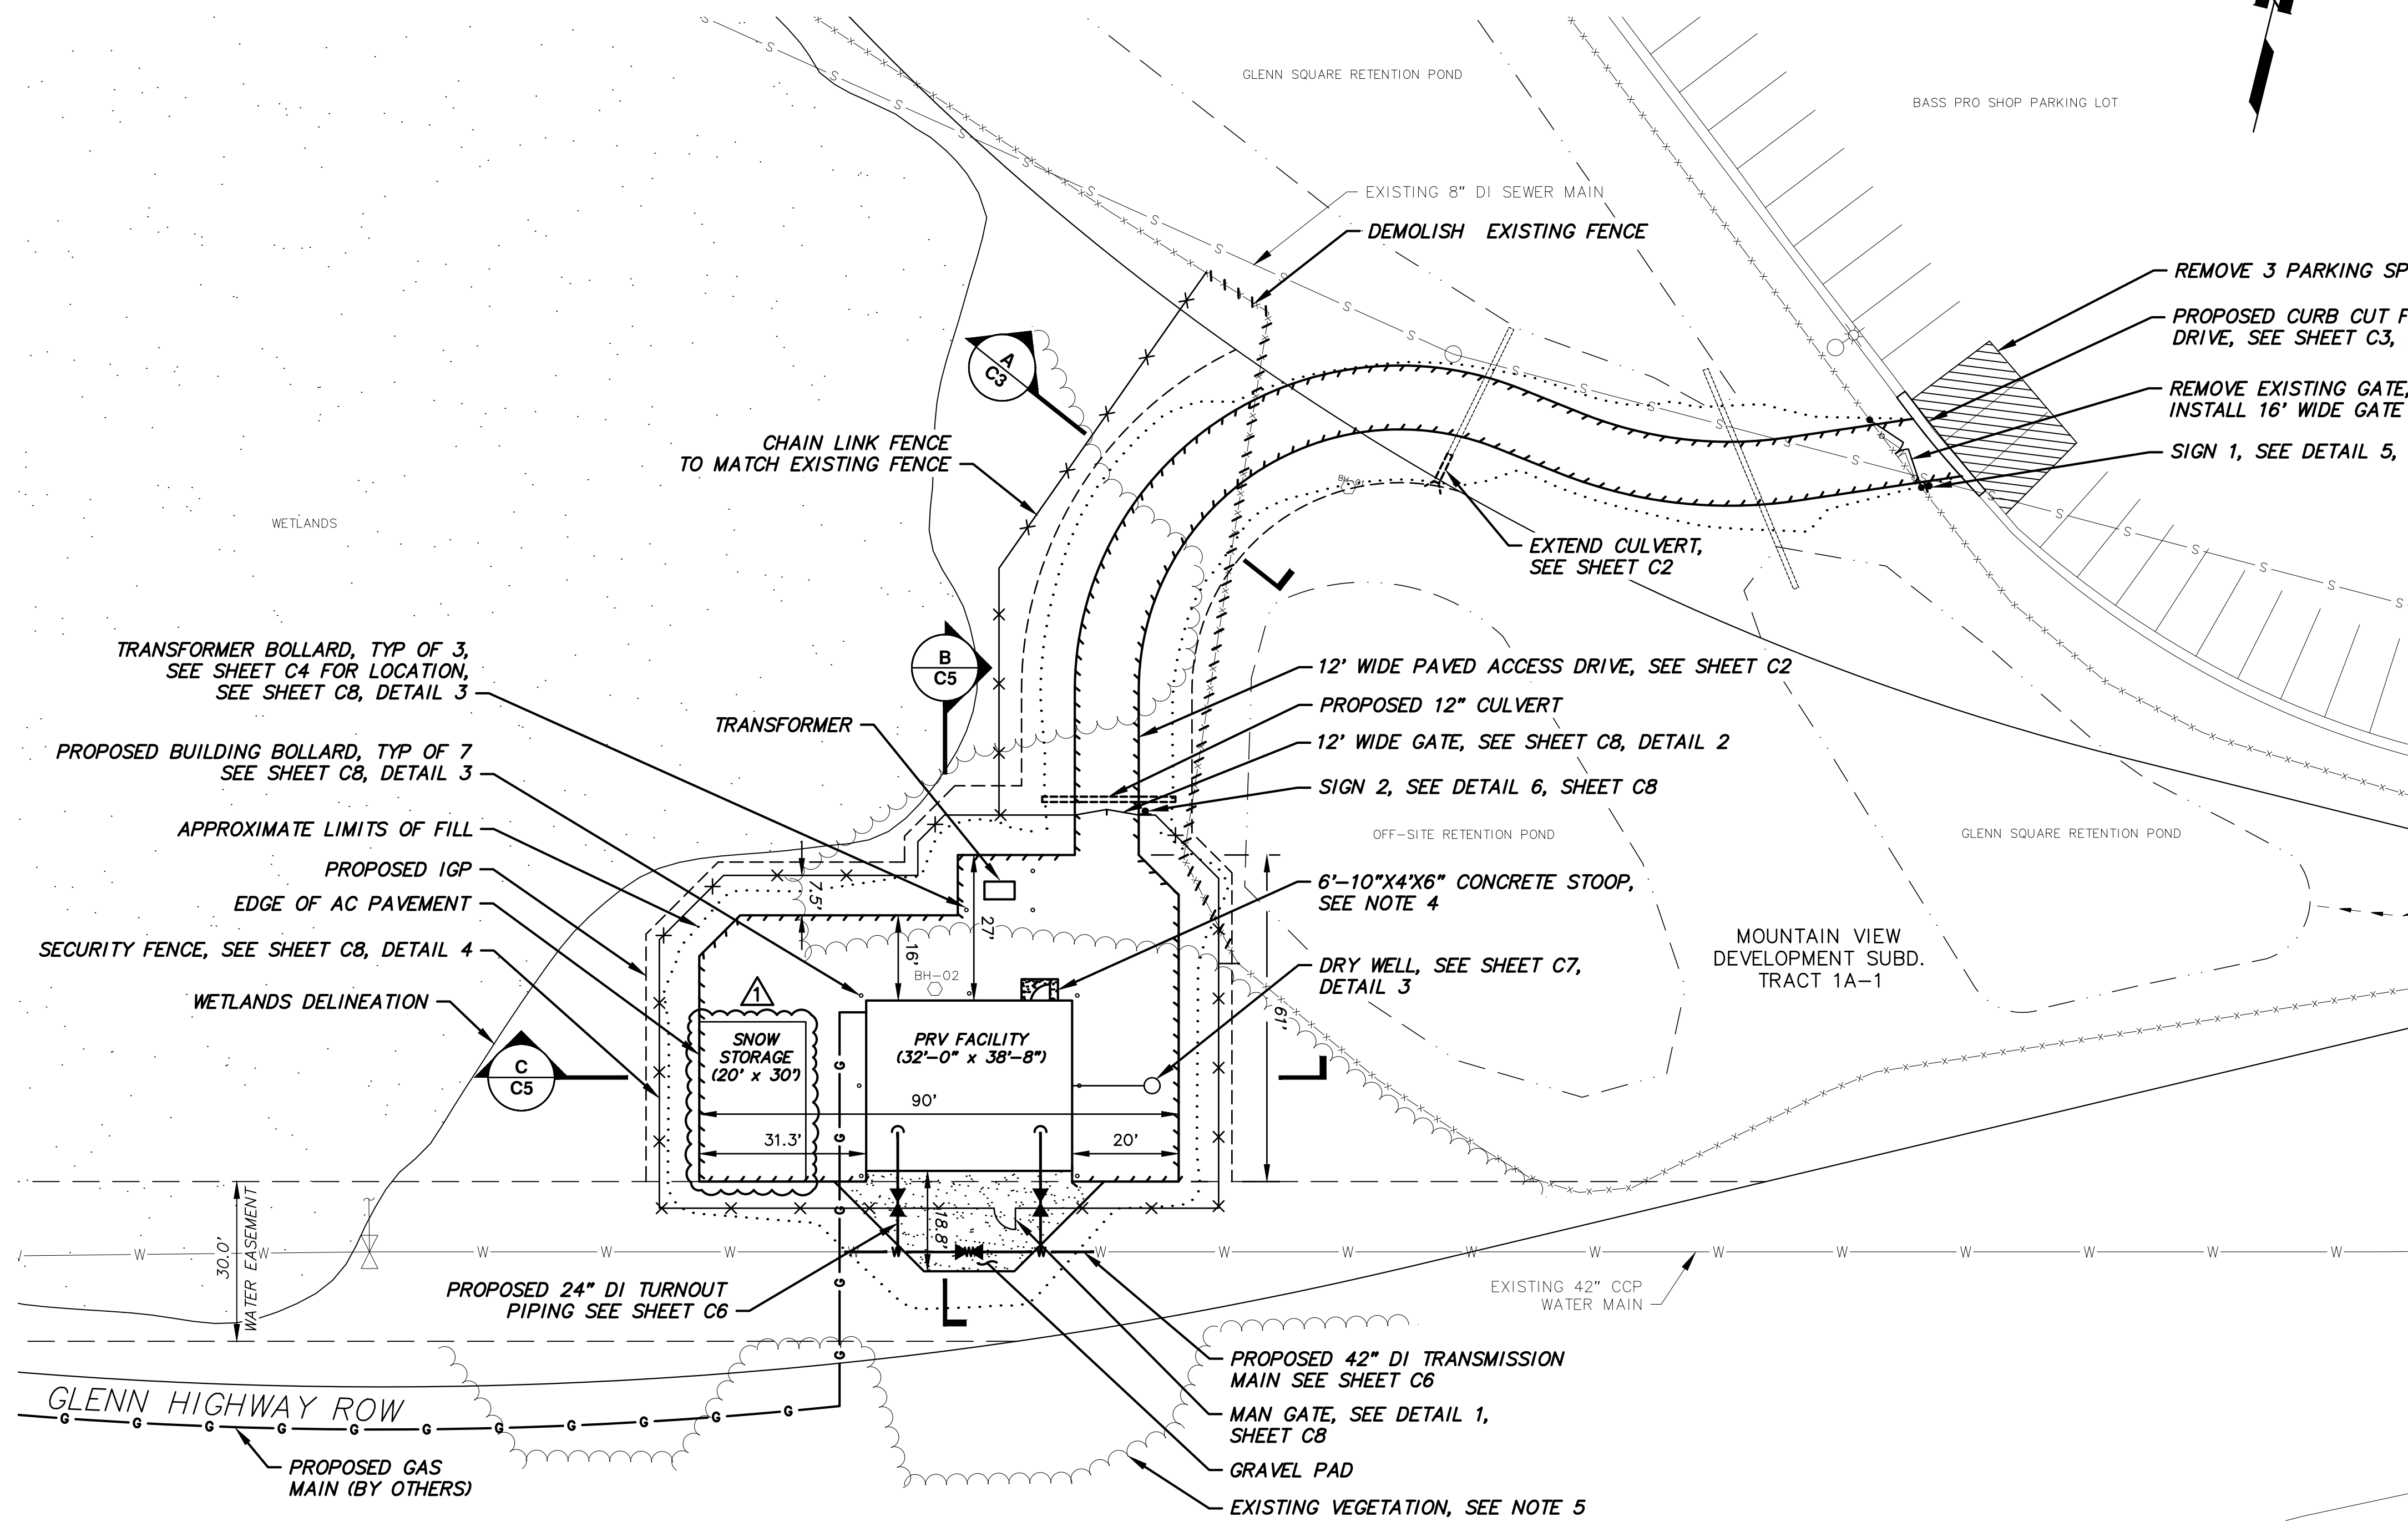 GLENN SQUARE RETENTION POND
BASS PRO SHOP PARKING LOT
EXISTING 8" DI SEWER MAIN
DEMOLISH EXISTING FENCE
REMOVE 3 PARKING SP
PROPOSED CURB CUT F
DRIVE, SEE SHEET C3,
REMOVE EXISTING GATE,
INSTALL 16' WIDE GATE
SIGN 1, SEE DETAIL 5,
A
C3
CHAIN LINK FENCE
TO MATCH EXISTING FENCE
WETLANDS
EXTEND CULVERT,
SEE SHEET C2
TRANSFORMER BOLLARD, TYP OF 3,
SEE SHEET C4 FOR LOCATION,
SEE SHEET C8, DETAIL 3
B
C5
TRANSFORMER
12' WIDE PAVED ACCESS DRIVE, SEE SHEET C2
PROPOSED 12" CULVERT
12' WIDE GATE, SEE SHEET C8, DETAIL 2
SIGN 2, SEE DETAIL 6, SHEET C8
PROPOSED BUILDING BOLLARD, TYP OF 7
SEE SHEET C8, DETAIL 3
APPROXIMATE LIMITS OF FILL
PROPOSED IGP
EDGE OF AC PAVEMENT
SECURITY FENCE, SEE SHEET C8, DETAIL 4
WETLANDS DELINEATION
OFF-SITE RETENTION POND
GLENN SQUARE RETENTION POND
6'-10"X4'X6" CONCRETE STOOP,
SEE NOTE 4
7.5'
27'
16'
BH-02
MOUNTAIN VIEW
DEVELOPMENT SUBD.
TRACT 1A-1
DRY WELL, SEE SHEET C7,
DETAIL 3
1
61'
SNOW
STORAGE
(20' x 30')
PRV FACILITY
(32'-0" x 38'-8")
C
C5
90'
31.3'
20'
18.8'
30.0'
WATER EASEMENT
PROPOSED 24" DI TURNOUT
PIPING SEE SHEET C6
EXISTING 42" CCP
WATER MAIN
PROPOSED 42" DI TRANSMISSION
MAIN SEE SHEET C6
MAN GATE, SEE DETAIL 1,
SHEET C8
GRAVEL PAD
EXISTING VEGETATION, SEE NOTE 5
GLENN HIGHWAY ROW
PROPOSED GAS
MAIN (BY OTHERS)